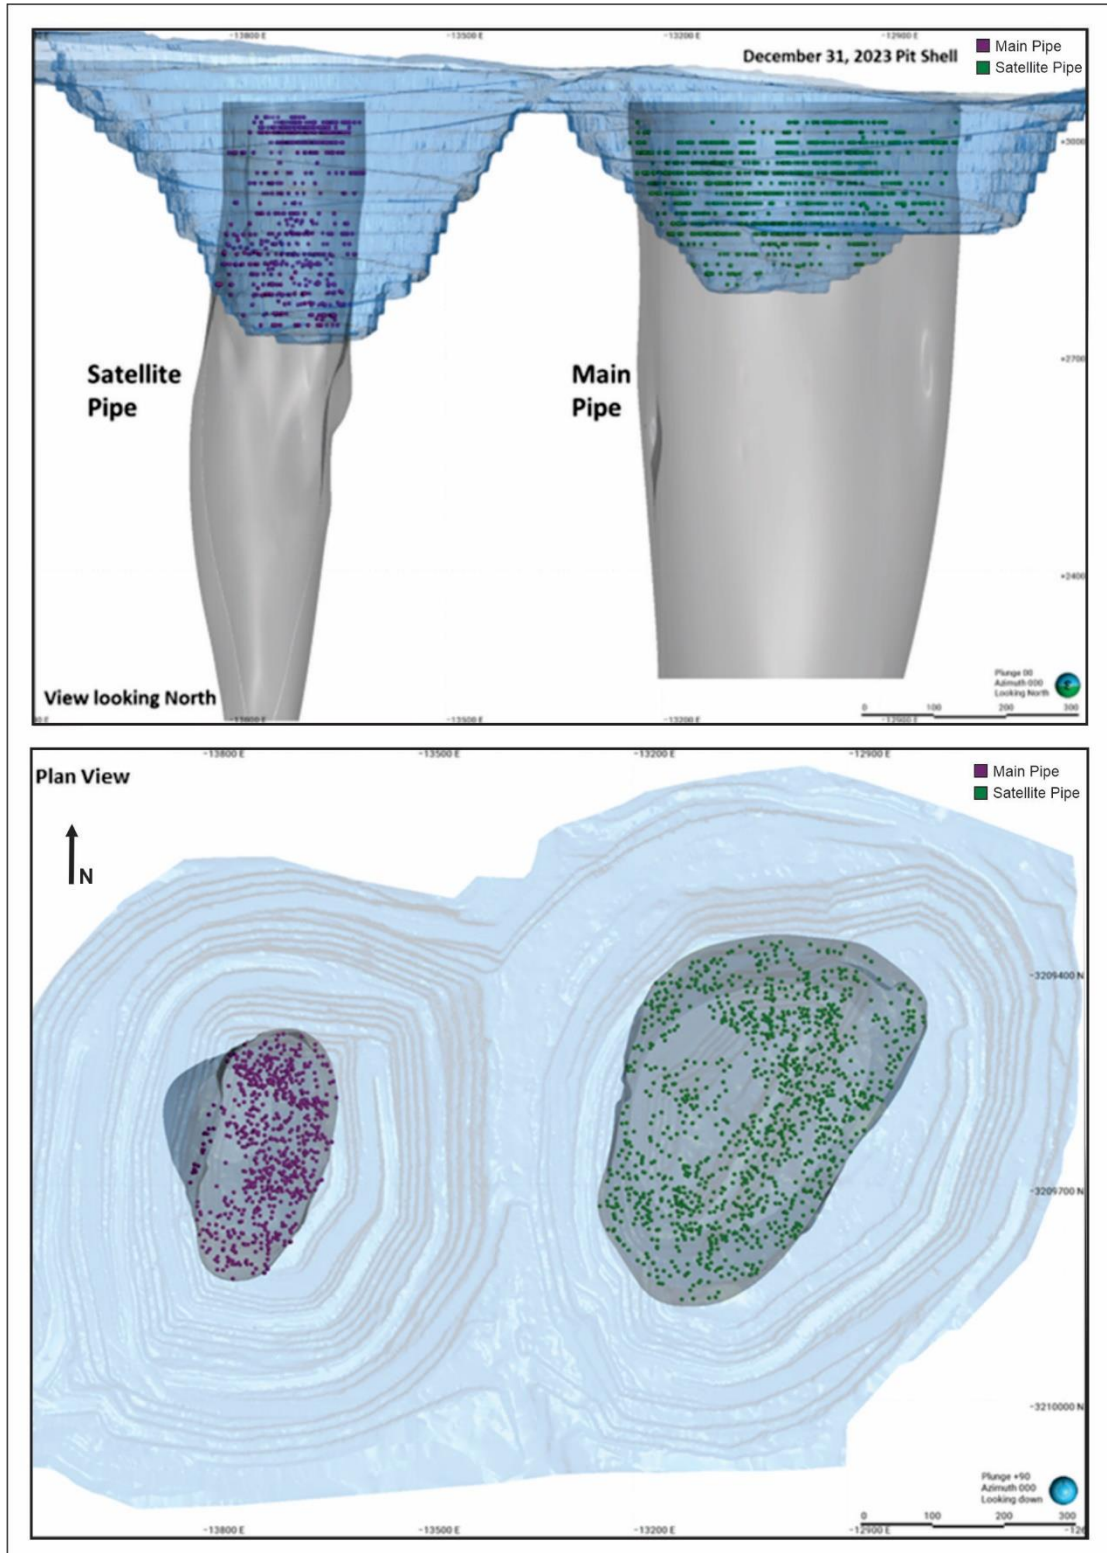 -13800 E
-13500 E
-13200 E
-12900 E
December 31, 2023 Pit Shell
Main Pipe
Satellite Pipe
+3000
Satellite
Pipe
Main
Pipe
+2700
+2400
View looking North
Plunge 00
Azimuth 000
Looking North
0 100 200 300
-13800 E
-13500 E
-13200 E
-12900 E
-13800 E
-13500 E
-13200 E
-12900 E
Plan View
Main Pipe
Satellite Pipe
N
-3209400 N
-3209700 N
-3210000 N
Plunge +90
Azimuth 000
Looking down
0 100 200 300
-13800 E
-13500 E
-13200 E
-12900 E